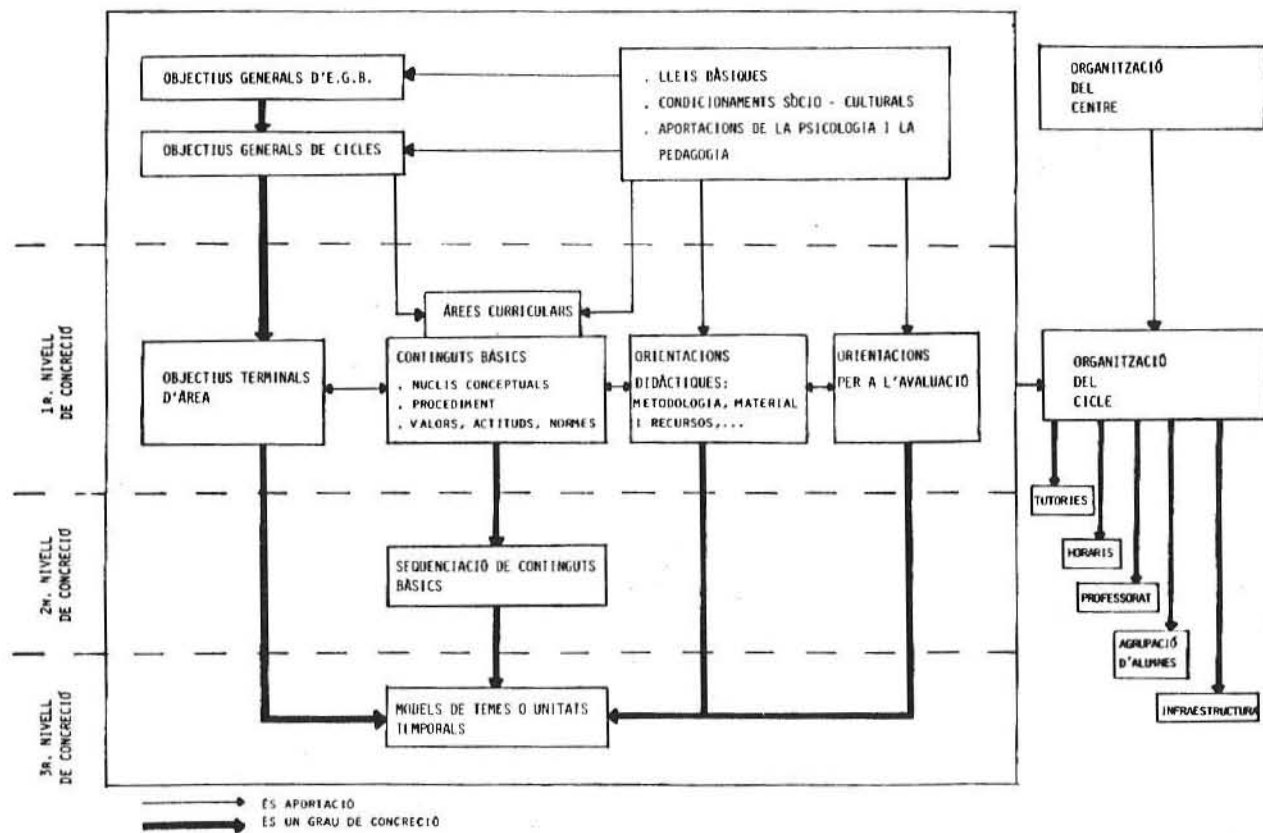 OBJECTIUS GENERALS D'E.G.B.
OBJECTIUS GENERALS DE CICLES
. LLEIS BÀSIQUES
. CONDICIONAMENTS SÒCIO - CULTURALS
. APORTACIONS DE LA PSICOLOGIA I LA
PEDAGOGIA
ORGANITZACIÓ
DEL
CENTRE
1R. NIVELL
DE CONCRECIÓ
ÀREES CURRICULARS
OBJECTIUS TERMINALS
D'ÀREA
CONTINGUTS BÀSICS
. NUCLIS CONCEPTUALS
. PROCEDIMENT
. VALORS, ACTITUDS, NORMES
ORIENTACIONS
DIDÀCTIQUES:
METODOLOGIA, MATERIAL
I RECURSOS,...
ORIENTACIONS
PER A L'AVALUACIÓ
ORGANITZACIÓ
DEL
CICLE
TUTORIES
HORARIS
PROFESSORAT
AGRUPACIÓ
D'ALUMNES
INFRAESTRUCTURA
2N. NIVELL
DE CONCRECIÓ
SEQUENCIACIÓ DE CONTINGUTS
BÀSICS
3R. NIVELL
DE CONCRECIÓ
MODELS DE TEMES O UNITATS
TEMPORALS
ÉS APORTACIÓ
ÉS UN GRAU DE CONCRECIÓ